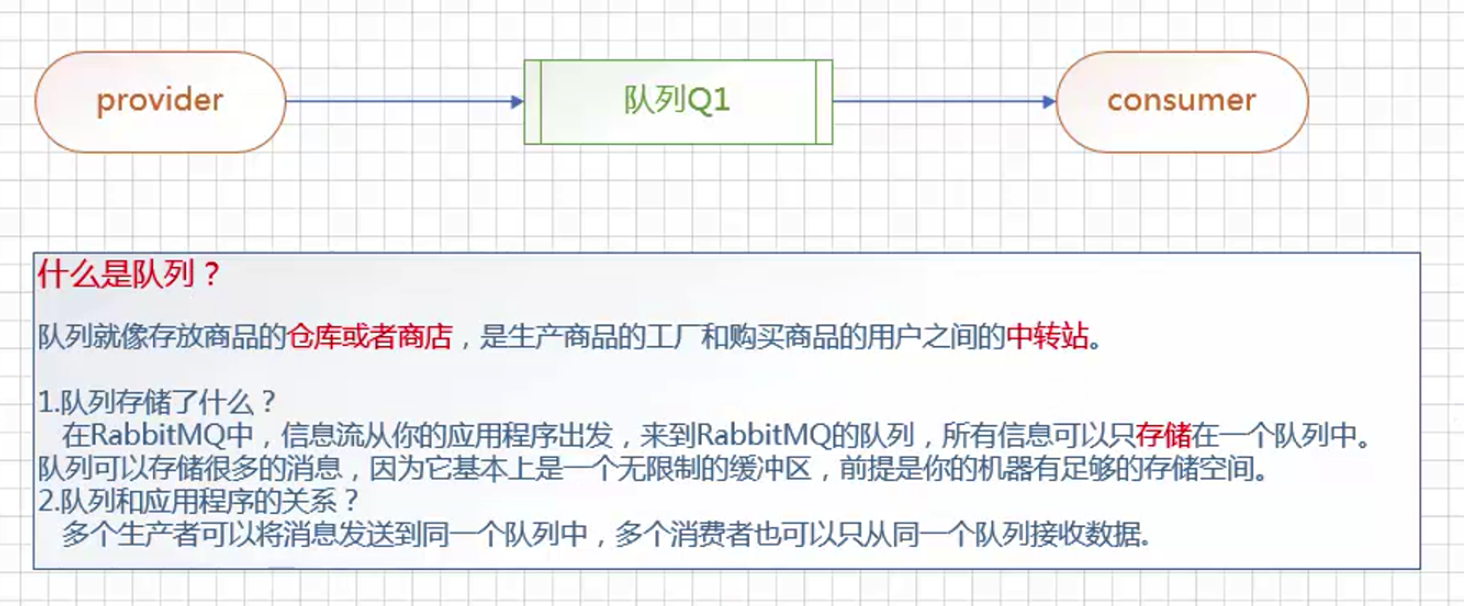 provider
队列Q1
consumer
什么是队列？
队列就像存放商品的仓库或者商店，是生产商品的工厂和购买商品的用户之间的中转站。
1.队列存储了什么？
在RabbitMQ中，信息流从你的应用程序出发，来到RabbitMQ的队列，所有信息可以只存储在一个队列中。
队列可以存储很多的消息，因为它基本上是一个无限制的缓冲区，前提是你的机器有足够的存储空间。
2.队列和应用程序的关系？
多个生产者可以将消息发送到同一个队列中，多个消费者也可以只从同一个队列接收数据。